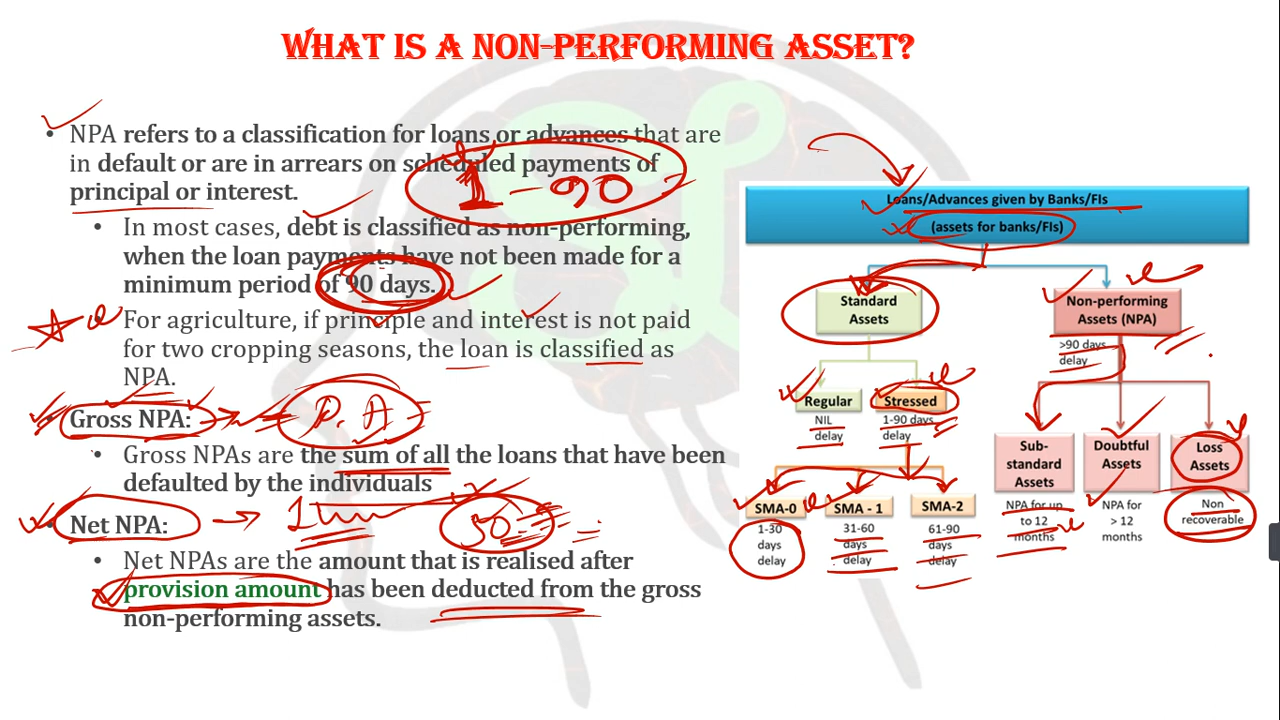 WHAT IS A NON-PERFORMING ASSET?
• NPA refers to a classification for loans or advances that are
in default or are in arrears on scheduled payments of
principal or interest.
1-90
• In most cases, debt is classified as non-performing,
when the loan payments have not been made for a
minimum period of 90 days.
For agriculture, if principle and interest is not paid
for two cropping seasons, the loan is classified as
NPA.
Gross NPA:
P.A
• Gross NPAs are the sum of all the loans that have been
defaulted by the individuals
• Net NPA:
• Net NPAs are the amount that is realised after
provision amount has been deducted from the gross
non-performing assets.
Loans/Advances given by Banks/FIs
(assets for banks/FIs)
Standard
Assets
Non-performing
Assets (NPA)
>90 days
delay
Regular
Stressed
NIL
delay
1-90 days
delay
Sub-
standard
Assets
Doubtful
Assets
Loss
Assets
SMA-0
SMA - 1
SMA-2
1-30
days
delay
31-60
days
delay
61-90
days
delay
NPA for up
to 12
months
NPA for
> 12
months
Non
recoverable